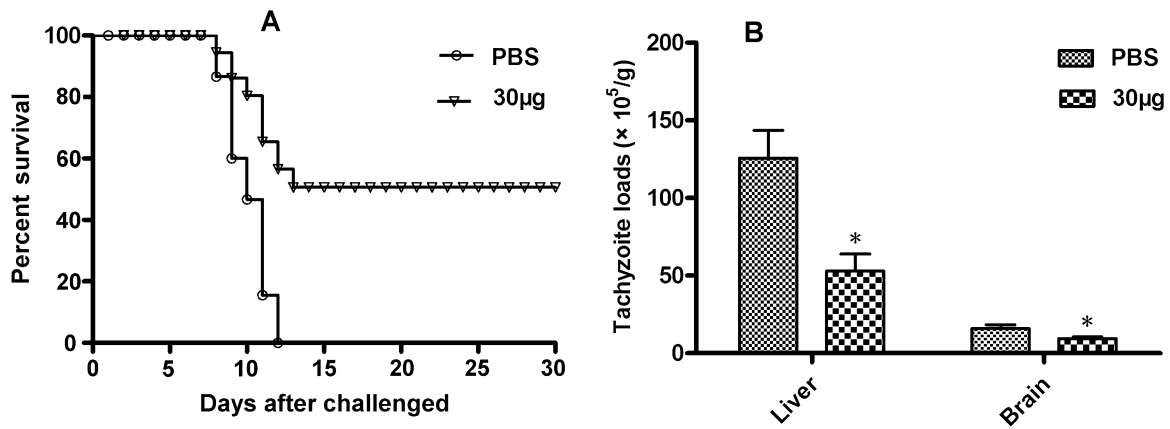 A
100
80
60
40
20
0
Percent survival
0 5 10 15 20 25 30
Days after challenged
PBS
30µg
B
200
150
100
50
0
Tachyzoite loads (× 10⁵/g)
PBS
30µg
*
*
Liver
Brain